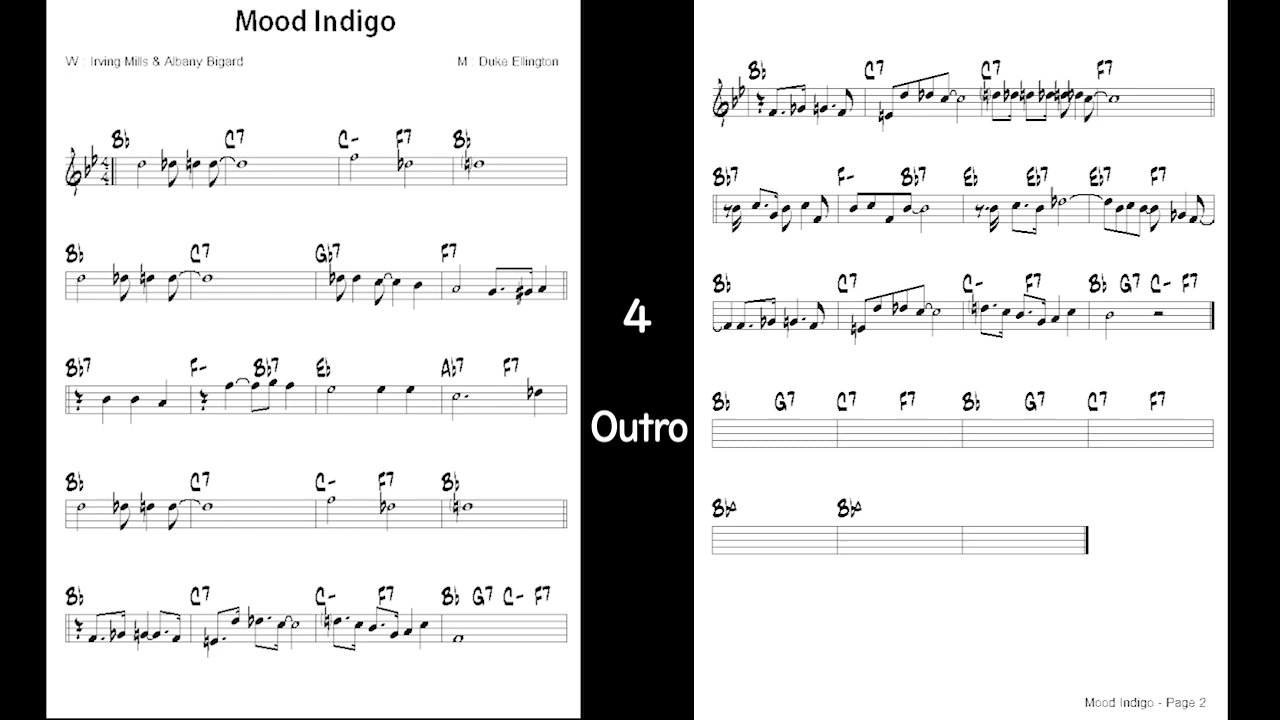 Mood Indigo
W : Irving Mills & Albany Bigard M : Duke Ellington
B♭ C7 C- F7 B♭
4
4
B♭ C7 G♭7 F7
B♭7 F- B♭7 E♭ A♭7 F7
B♭ C7 C- F7 B♭
B♭ C7 C- F7 B♭ G7 C- F7
4
Outro
B♭ C7 C7 F7
B♭7 F- B♭7 E♭ E♭7 E♭7 F7
B♭ C7 C- F7 B♭ G7 C- F7
B♭ G7 C7 F7 B♭ G7 C7 F7
B♭▵ B♭▵
Mood Indigo - Page 2